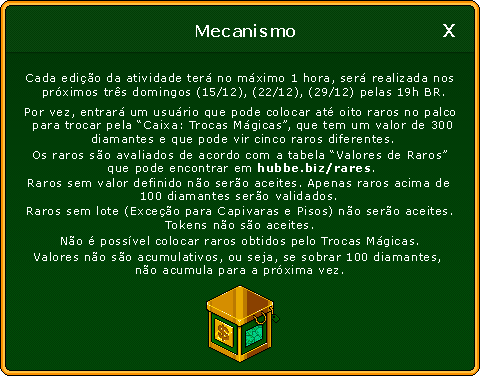 Mecanismo
X
Cada edição da atividade terá no máximo 1 hora, será realizada nos
próximos três domingos (15/12), (22/12), (29/12) pelas 19h BR.
Por vez, entrará um usuário que pode colocar até oito raros no palco
para trocar pela “Caixa: Trocas Mágicas”, que tem um valor de 300
diamantes e que pode vir cinco raros diferentes.
Os raros são avaliados de acordo com a tabela “Valores de Raros”
que pode encontrar em hubbe.biz/rares.
Raros sem valor definido não serão aceites. Apenas raros acima de
100 diamantes serão validados.
Raros sem lote (Exceção para Capivaras e Pisos) não serão aceites.
Tokens não são aceites.
Não é possível colocar raros obtidos pelo Trocas Mágicas.
Valores não são acumulativos, ou seja, se sobrar 100 diamantes,
não acumula para a próxima vez.
$